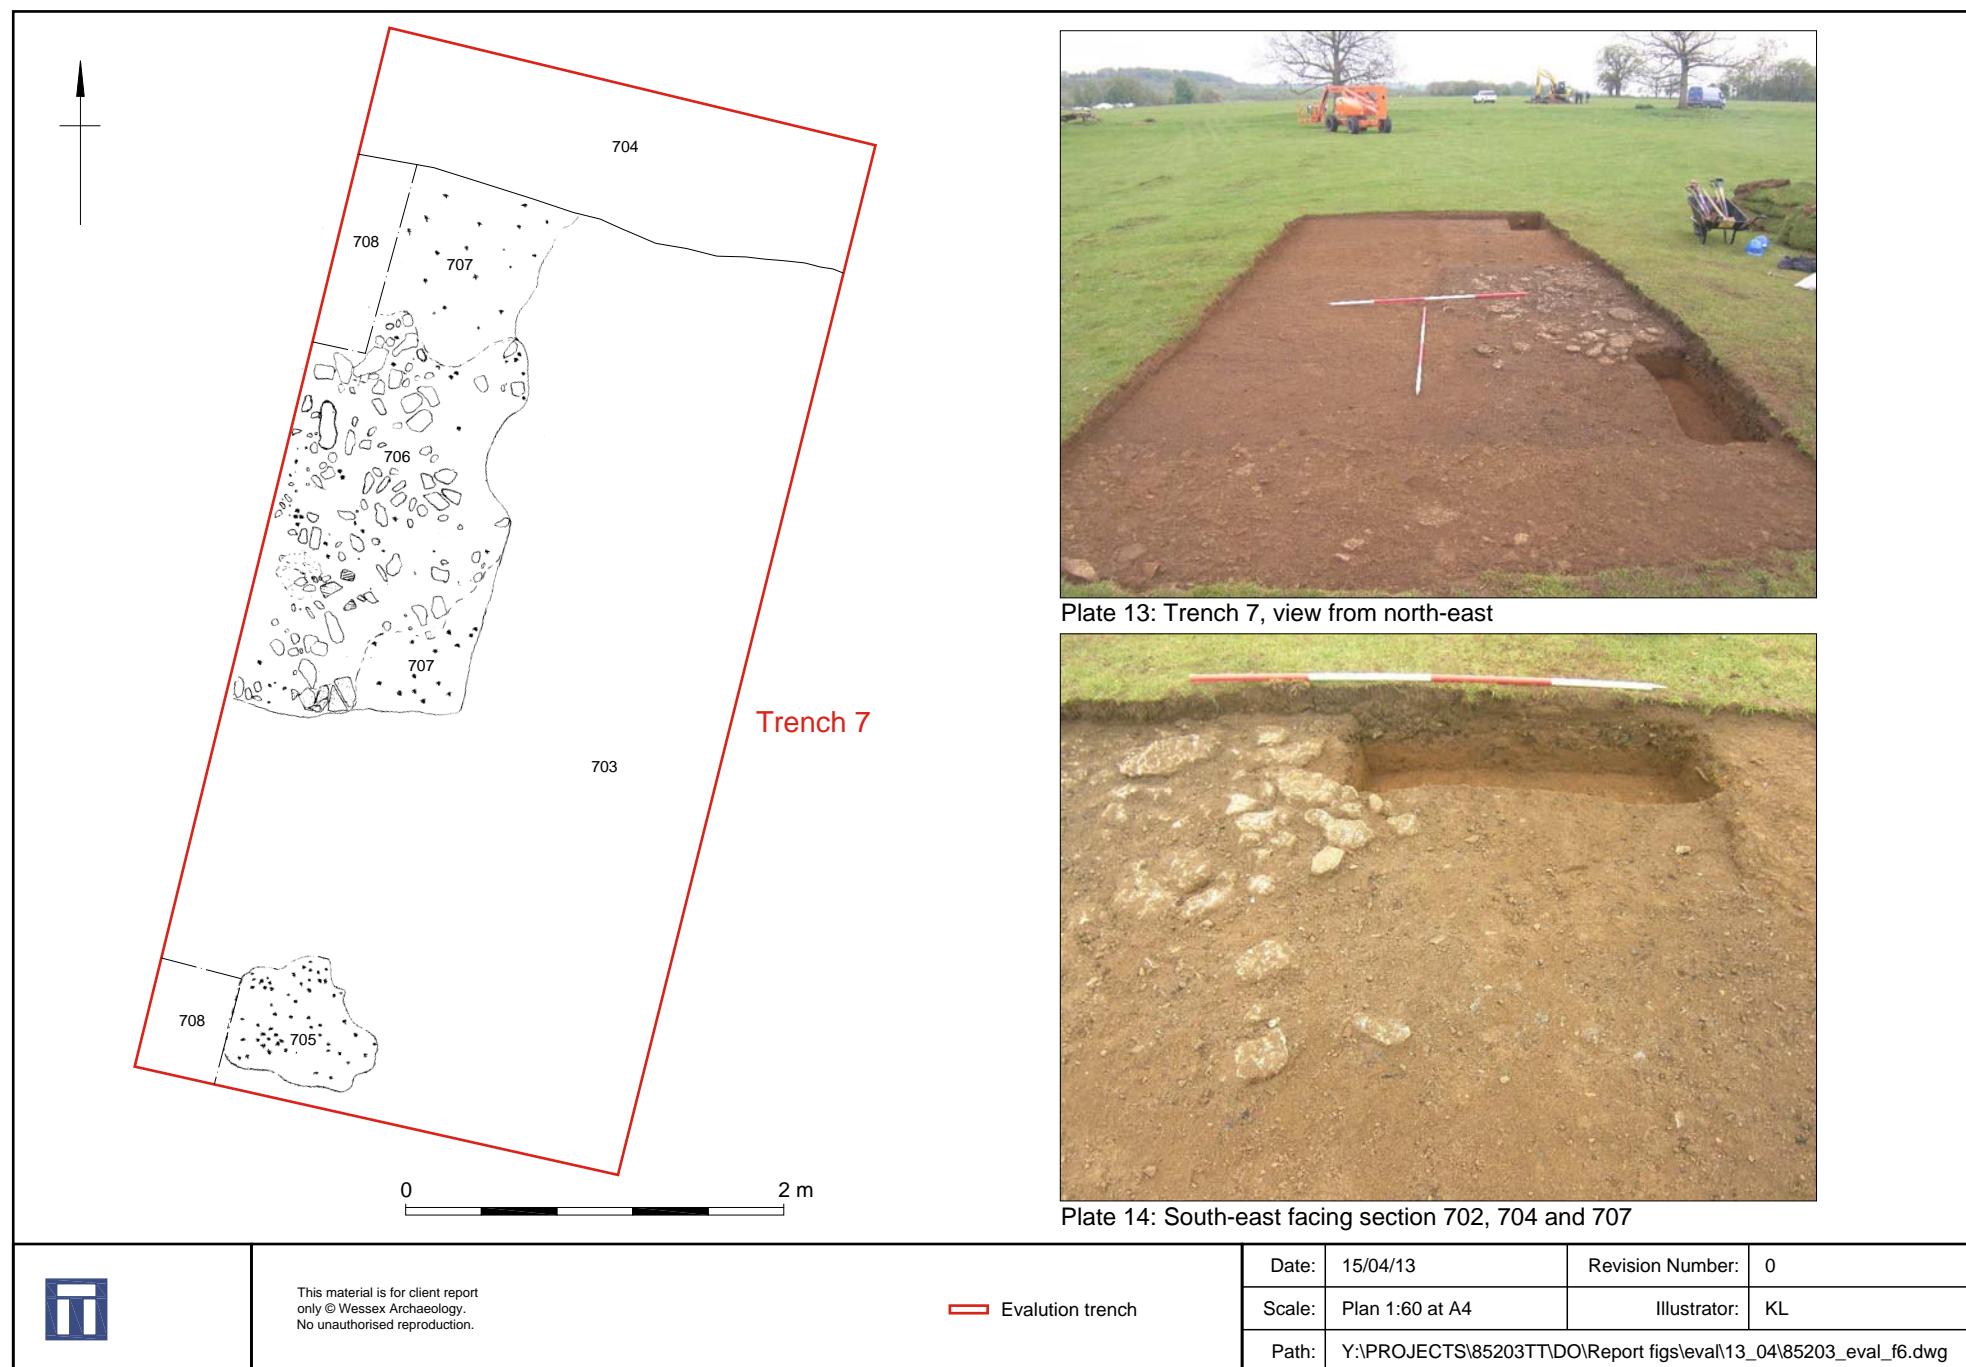 704
708
707
706
707
Trench 7
703
708
705
0 2 m
Plate 13: Trench 7, view from north-east
Plate 14: South-east facing section 702, 704 and 707
This material is for client report
only © Wessex Archaeology.
No unauthorised reproduction.
Evalution trench
Date: 15/04/13 Revision Number: 0
Scale: Plan 1:60 at A4 Illustrator: KL
Path: Y:\PROJECTS\85203TT\DO\Report figs\eval\13_04\85203_eval_f6.dwg